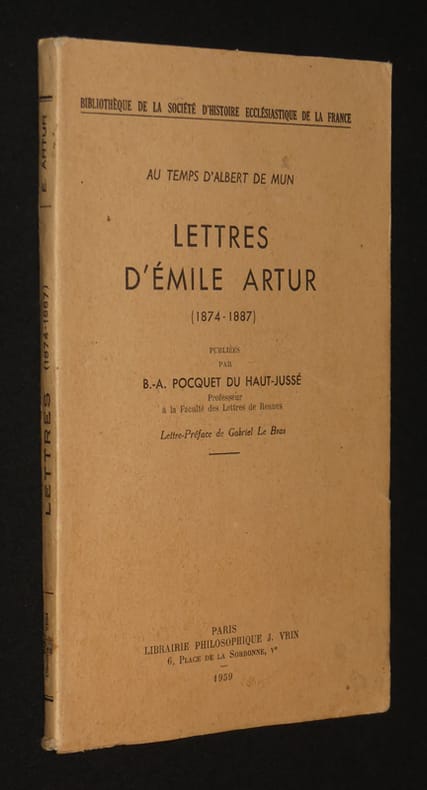 BIBLIOTHÈQUE DE LA SOCIÉTÉ D'HISTOIRE ECCLÉSIASTIQUE DE LA FRANCE
AU TEMPS D'ALBERT DE MUN
LETTRES
D'ÉMILE ARTUR
(1874-1887)
PUBLIÉES
PAR
B.-A. POCQUET DU HAUT-JUSSÉ
Professeur
à la Faculté des Lettres de Rennes
Lettre-Préface de Gabriel Le Bras
PARIS
LIBRAIRIE PHILOSOPHIQUE J. VRIN
6, PLACE DE LA SORBONNE, Vᵉ
1959
E. ARTUR
LETTRES (1874-1887)